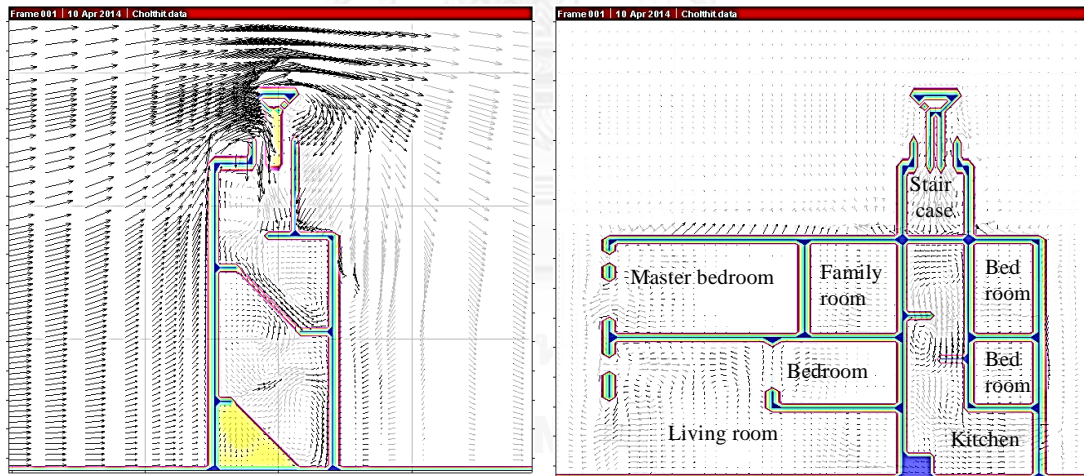 Frame 001 | 10 Apr 2014 | Cholthit.data
Frame 001 | 10 Apr 2014 | Cholthit.data
Stair
case
Master bedroom
Family
room
Bed
room
Bedroom
Bed
room
Living room
Kitchen